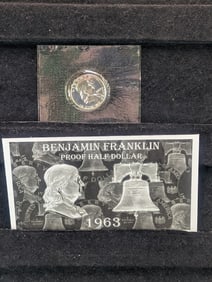 BENJAMIN FRANKLIN
PROOF HALF DOLLAR
1963